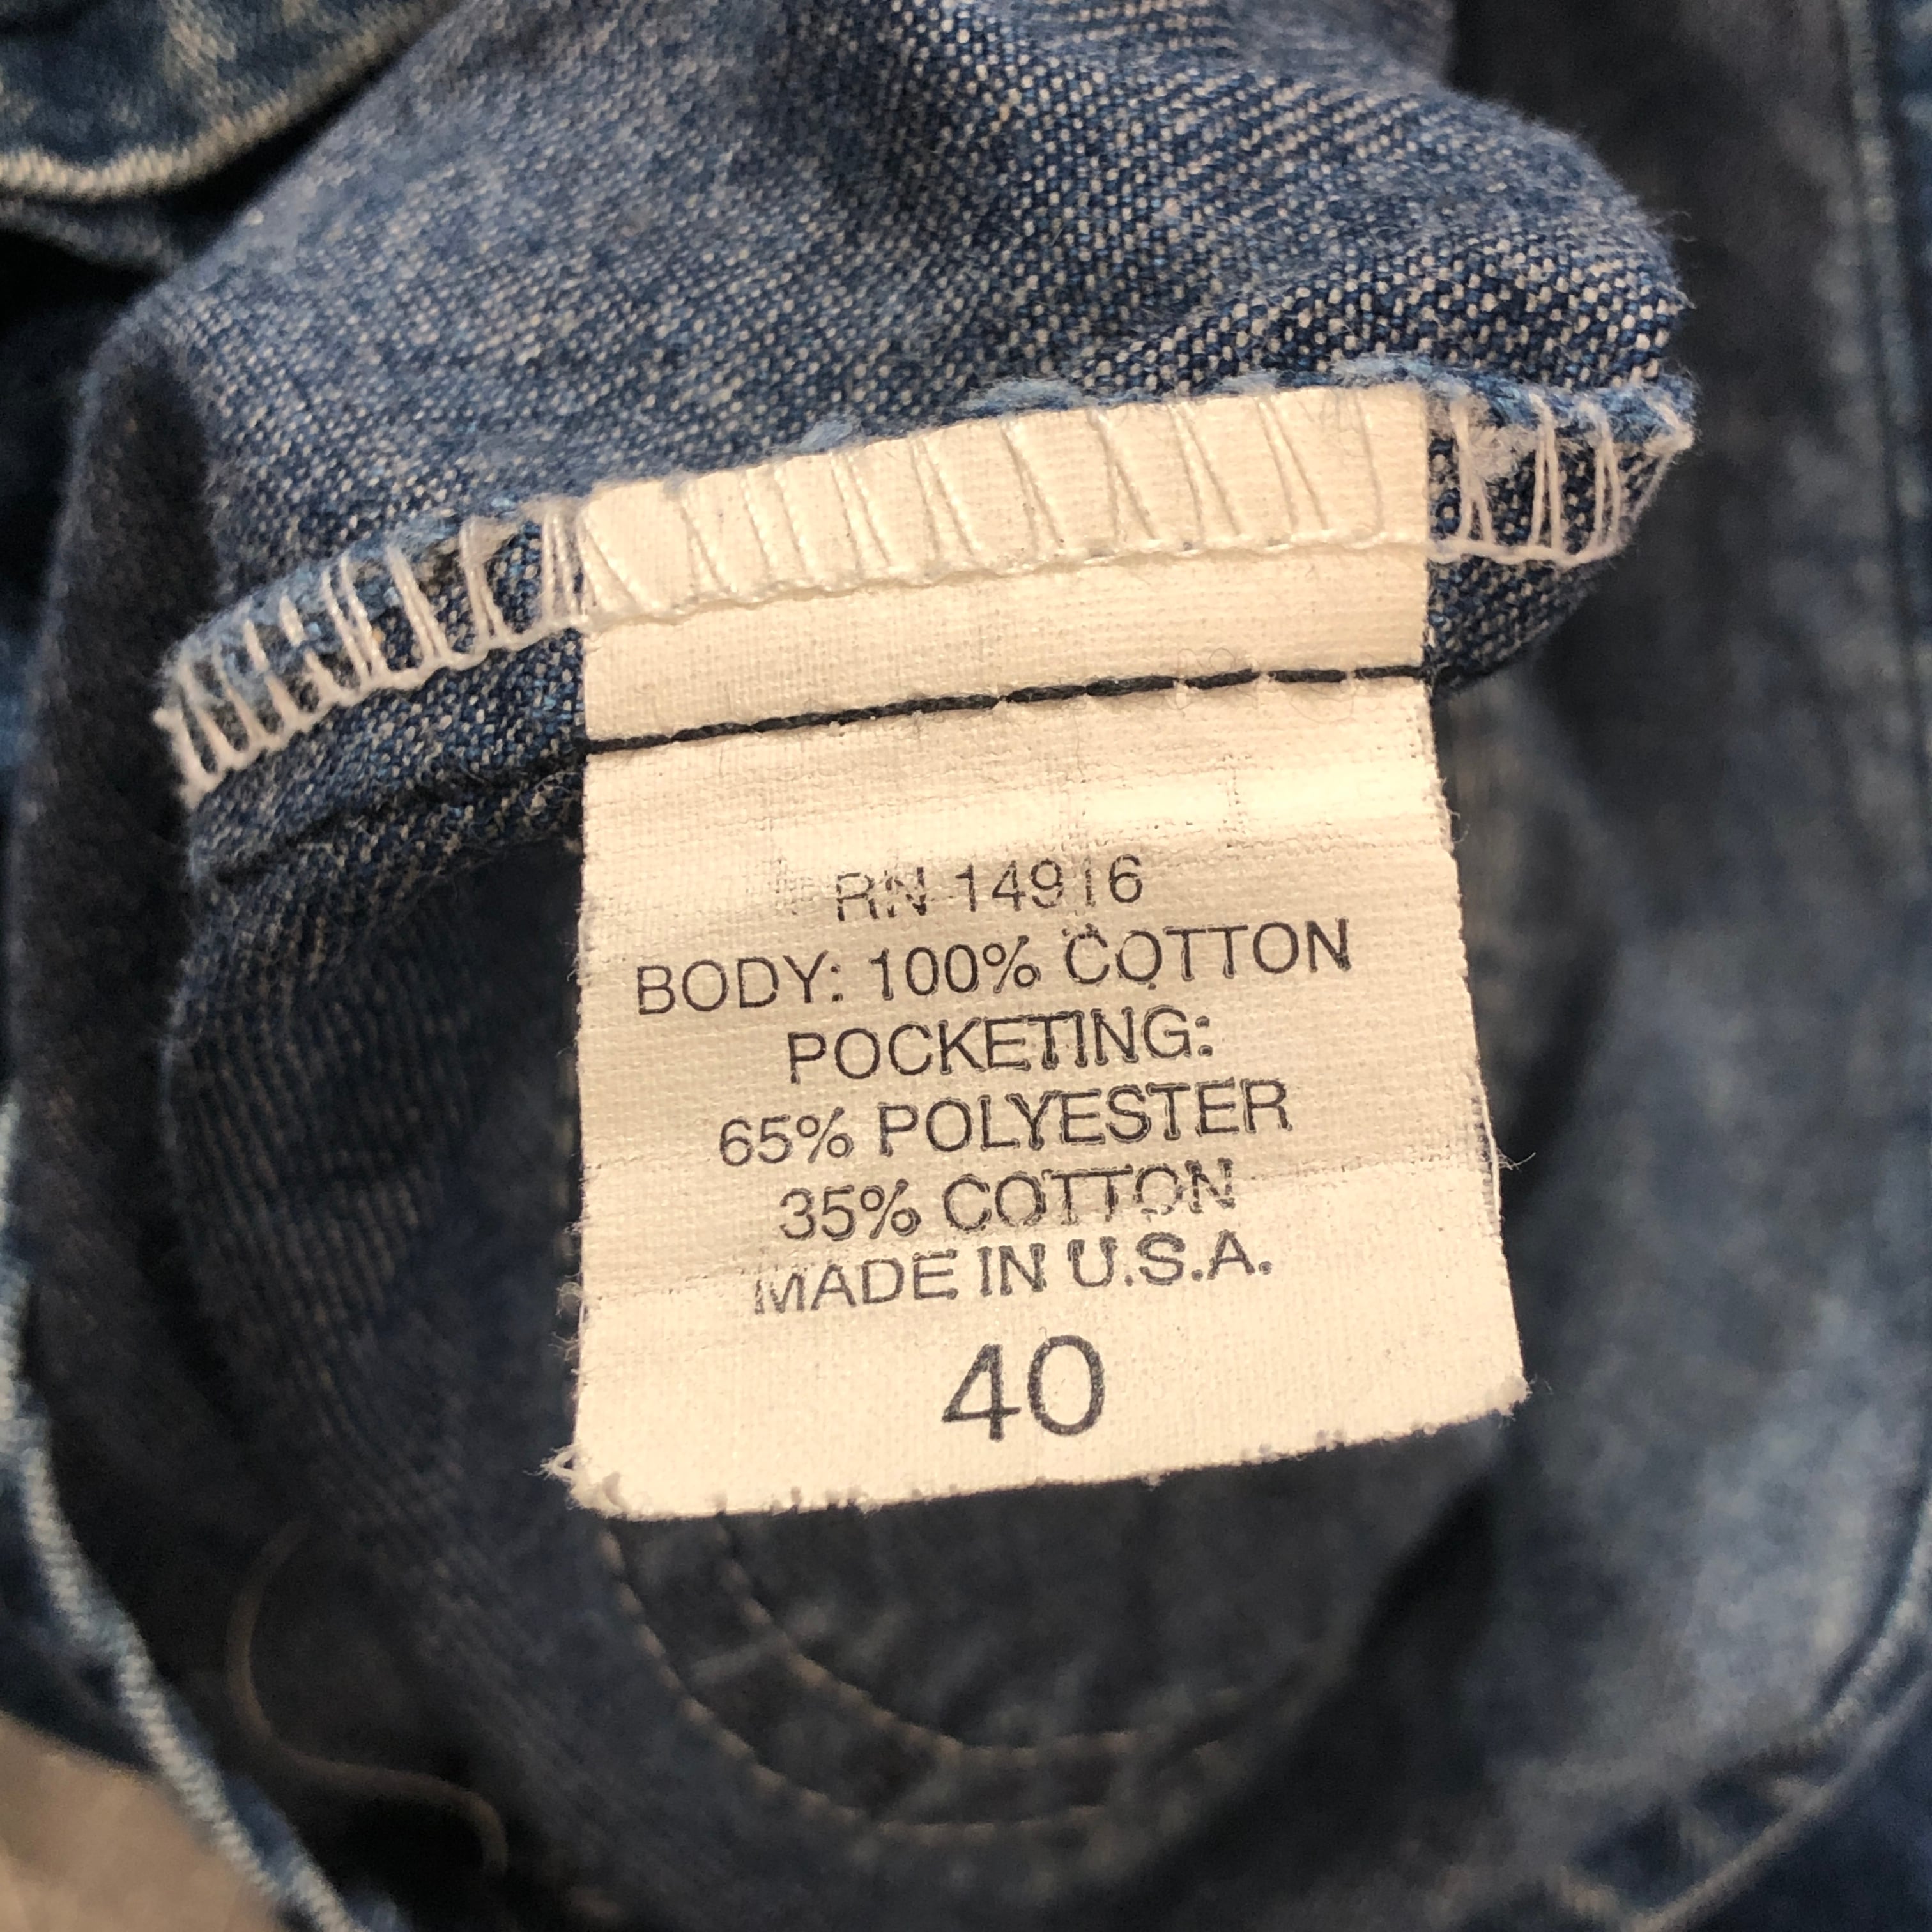 RN 14916
BODY: 100% COTTON
POCKETING:
65% POLYESTER
35% COTTON
MADE IN U.S.A.
40